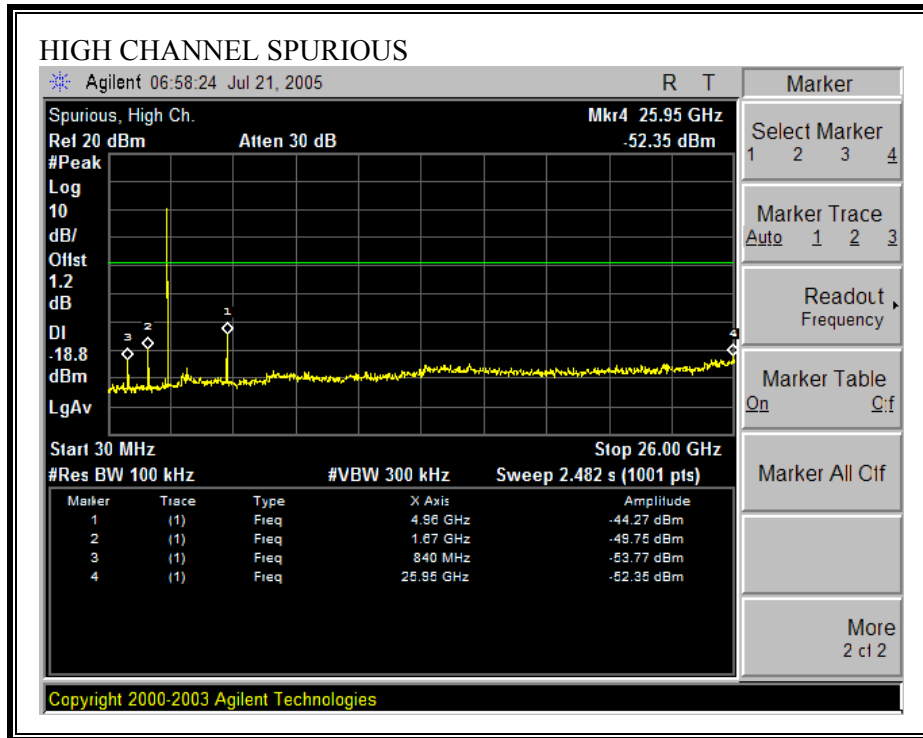 HIGH CHANNEL SPURIOUS
Agilent 06:58:24 Jul 21, 2005 R T
Spurious, High Ch. Mkr4 25.95 GHz
Ref 20 dBm Atten 30 dB -52.35 dBm
#Peak
Log
10
dB/
Offst
1.2
dB
DI
-18.8
dBm
LgAv
1
2
3
4
Start 30 MHz Stop 26.00 GHz
#Res BW 100 kHz #VBW 300 kHz Sweep 2.482 s (1001 pts)
Marker Trace Type X Axis Amplitude
1 (1) Freq 4.96 GHz -44.27 dBm
2 (1) Freq 1.67 GHz -49.75 dBm
3 (1) Freq 840 MHz -53.77 dBm
4 (1) Freq 25.95 GHz -52.35 dBm
Copyright 2000-2003 Agilent Technologies
Marker
Select Marker
1 2 3 4
Marker Trace
Auto 1 2 3
Readout
Frequency
Marker Table
On Off
Marker All Off
More
2 of 2